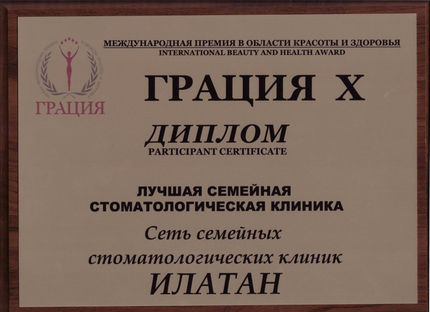 МЕЖДУНАРОДНАЯ ПРЕМИЯ В ОБЛАСТИ КРАСОТЫ И ЗДОРОВЬЯ
INTERNATIONAL BEAUTY AND HEALTH AWARD
ГРАЦИЯ
ГРАЦИЯ X
ДИПЛОМ
PARTICIPANT CERTIFICATE
ЛУЧШАЯ СЕМЕЙНАЯ
СТОМАТОЛОГИЧЕСКАЯ КЛИНИКА
Сеть семейных
стоматологических клиник
ИЛАТАН